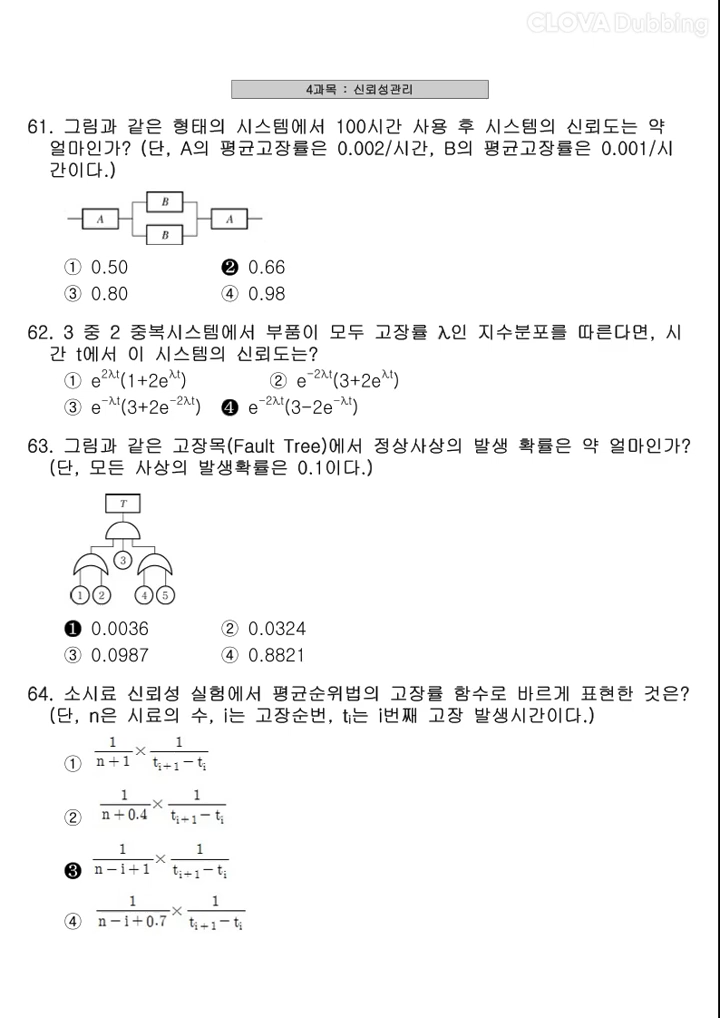 CLOVA Dubbing
4과목 : 신뢰성관리
61. 그림과 같은 형태의 시스템에서 100시간 사용 후 시스템의 신뢰도는 약
얼마인가? (단, A의 평균고장률은 0.002/시간, B의 평균고장률은 0.001/시
간이다.)
B
A A
B
① 0.50 ❷ 0.66
③ 0.80 ④ 0.98
62. 3 중 2 중복시스템에서 부품이 모두 고장률 λ인 지수분포를 따른다면, 시
간 t에서 이 시스템의 신뢰도는?
① e^{2λt}(1+2e^{λt}) ② e^{-2λt}(3+2e^{λt})
③ e^{-λt}(3+2e^{-2λt}) ❹ e^{-2λt}(3-2e^{-λt})
63. 그림과 같은 고장목(Fault Tree)에서 정상사상의 발생 확률은 약 얼마인가?
(단, 모든 사상의 발생확률은 0.1이다.)
T
3
1 2 4 5
❶ 0.0036 ② 0.0324
③ 0.0987 ④ 0.8821
64. 소시료 신뢰성 실험에서 평균순위법의 고장률 함수로 바르게 표현한 것은?
(단, n은 시료의 수, i는 고장순번, t_i는 i번째 고장 발생시간이다.)
① 1/(n+1) × 1/(t_{i+1}-t_i)
② 1/(n+0.4) × 1/(t_{i+1}-t_i)
❸ 1/(n-i+1) × 1/(t_{i+1}-t_i)
④ 1/(n-i+0.7) × 1/(t_{i+1}-t_i)